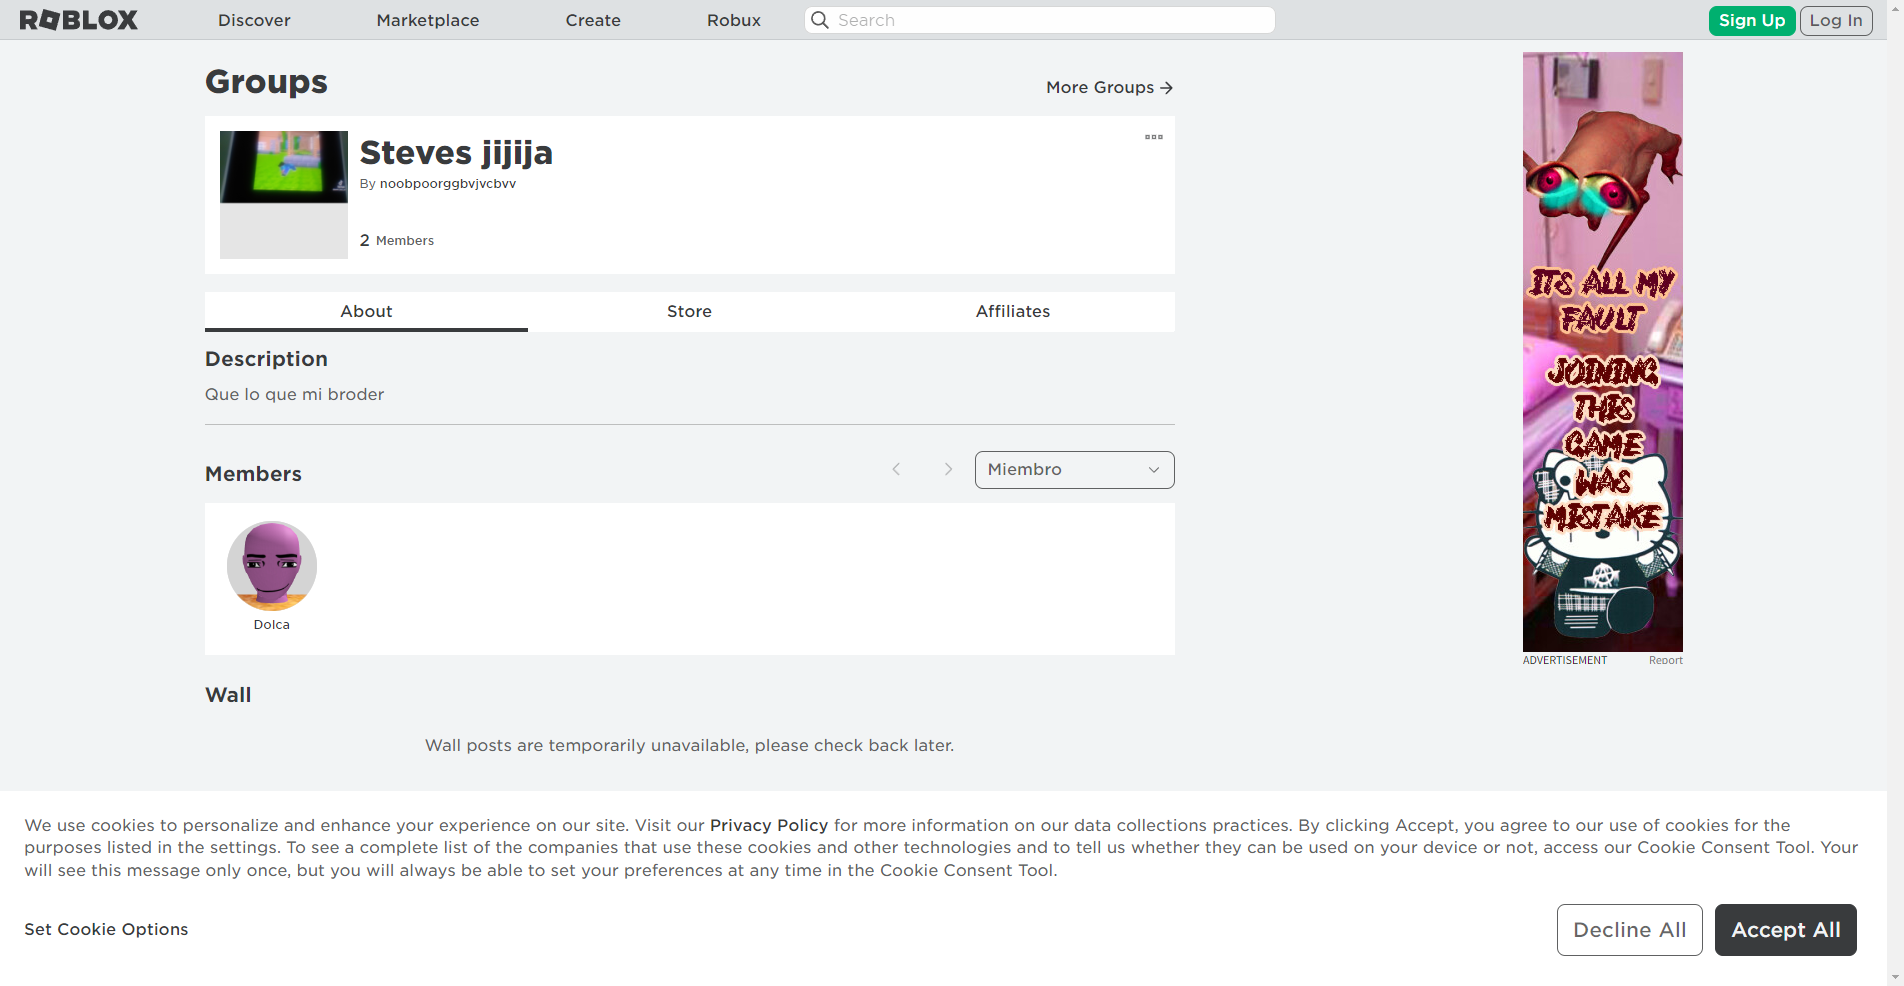 ROBLOX
Discover
Marketplace
Create
Robux
Search
Sign Up
Log In
Groups
More Groups
Steves jijija
By noobpoorggbvjvcbvv
2 Members
About
Store
Affiliates
Description
Que lo que mi broder
Members
Miembro
Dolca
Wall
Wall posts are temporarily unavailable, please check back later.
ITS ALL MY
FAULT
JOINING
THIS
GAME
WAS
MISTAKE
ADVERTISEMENT
Report
We use cookies to personalize and enhance your experience on our site. Visit our Privacy Policy for more information on our data collections practices. By clicking Accept, you agree to our use of cookies for the
purposes listed in the settings. To see a complete list of the companies that use these cookies and other technologies and to tell us whether they can be used on your device or not, access our Cookie Consent Tool. Your
will see this message only once, but you will always be able to set your preferences at any time in the Cookie Consent Tool.
Set Cookie Options
Decline All
Accept All